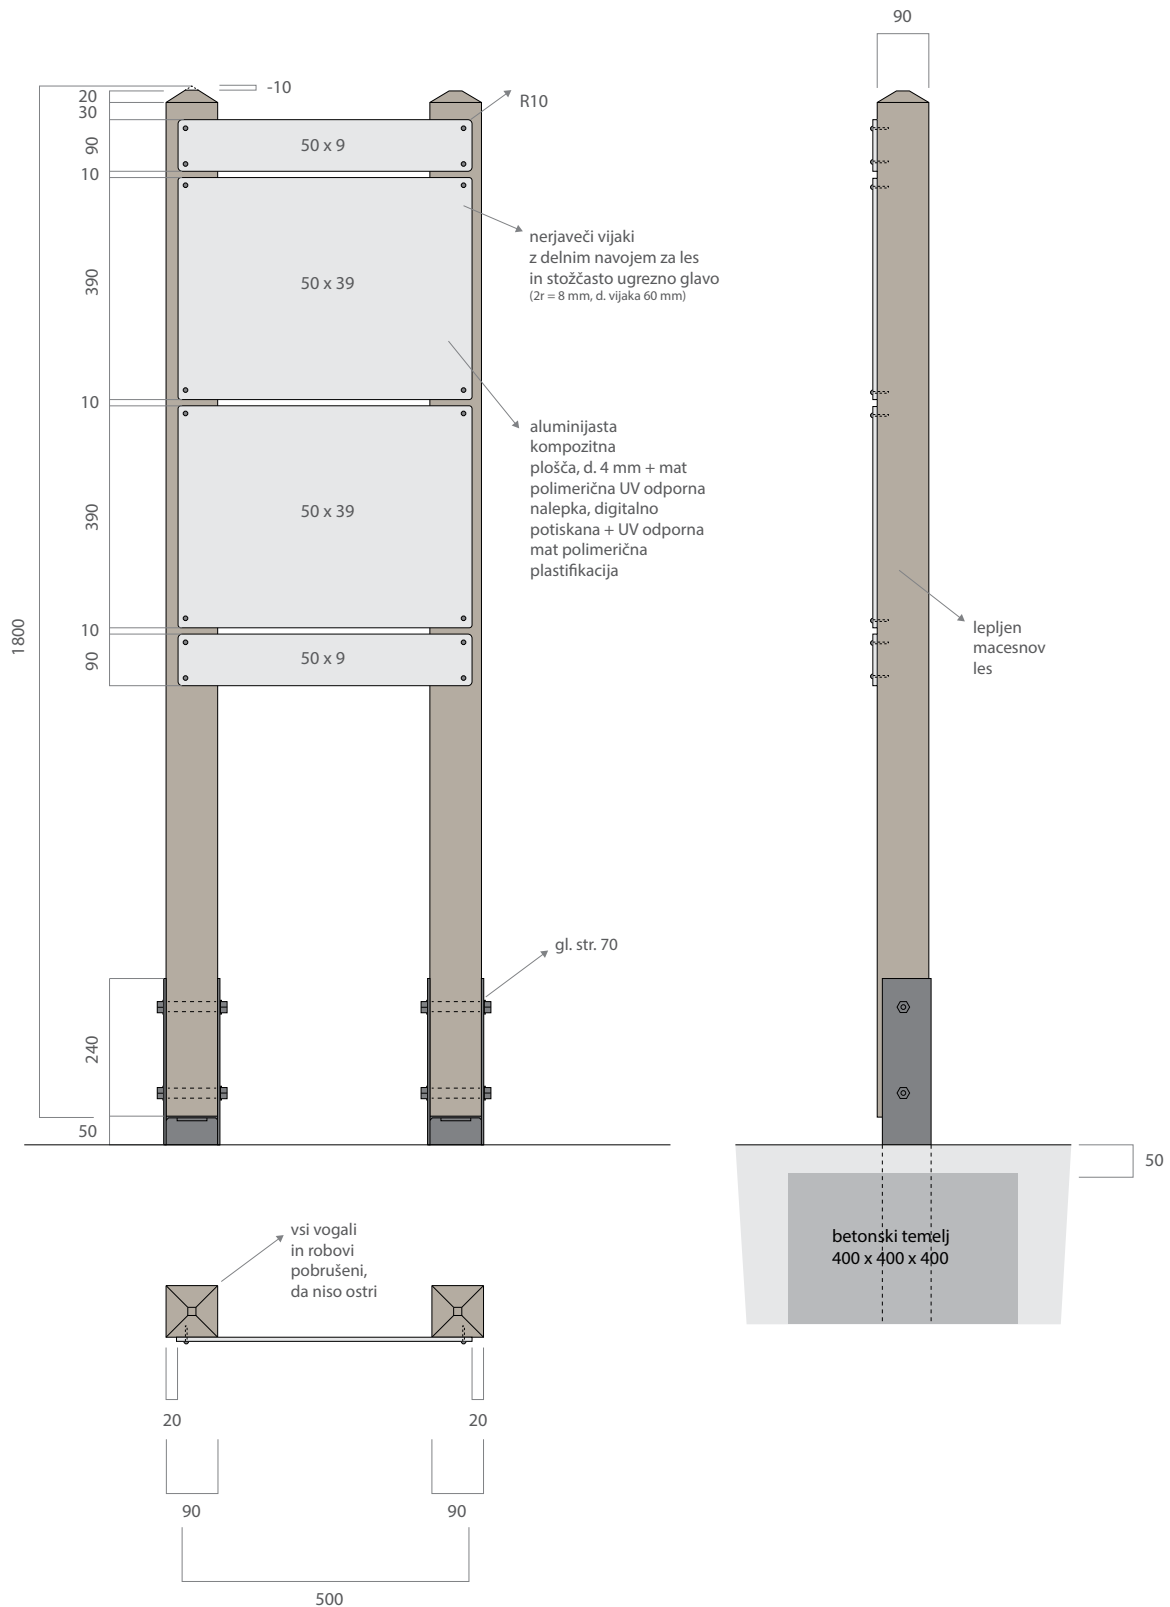 90
-10
20
30
R10
90
50 x 9
10
nerjaveči vijaki
z delnim navojem za les
in stožčasto ugrezno glavo
(2r = 8 mm, d. vijaka 60 mm)
390
50 x 39
10
aluminijasta
kompozitna
plošča, d. 4 mm + mat
polimerična UV odporna
nalepka, digitalno
potiskana + UV odporna
mat polimerična
plastifikacija
390
50 x 39
1800
10
90
50 x 9
lepljen
macesnov
les
gl. str. 70
240
50
50
betonski temelj
400 x 400 x 400
vsi vogali
in robovi
pobrušeni,
da niso ostri
20
20
90
90
500